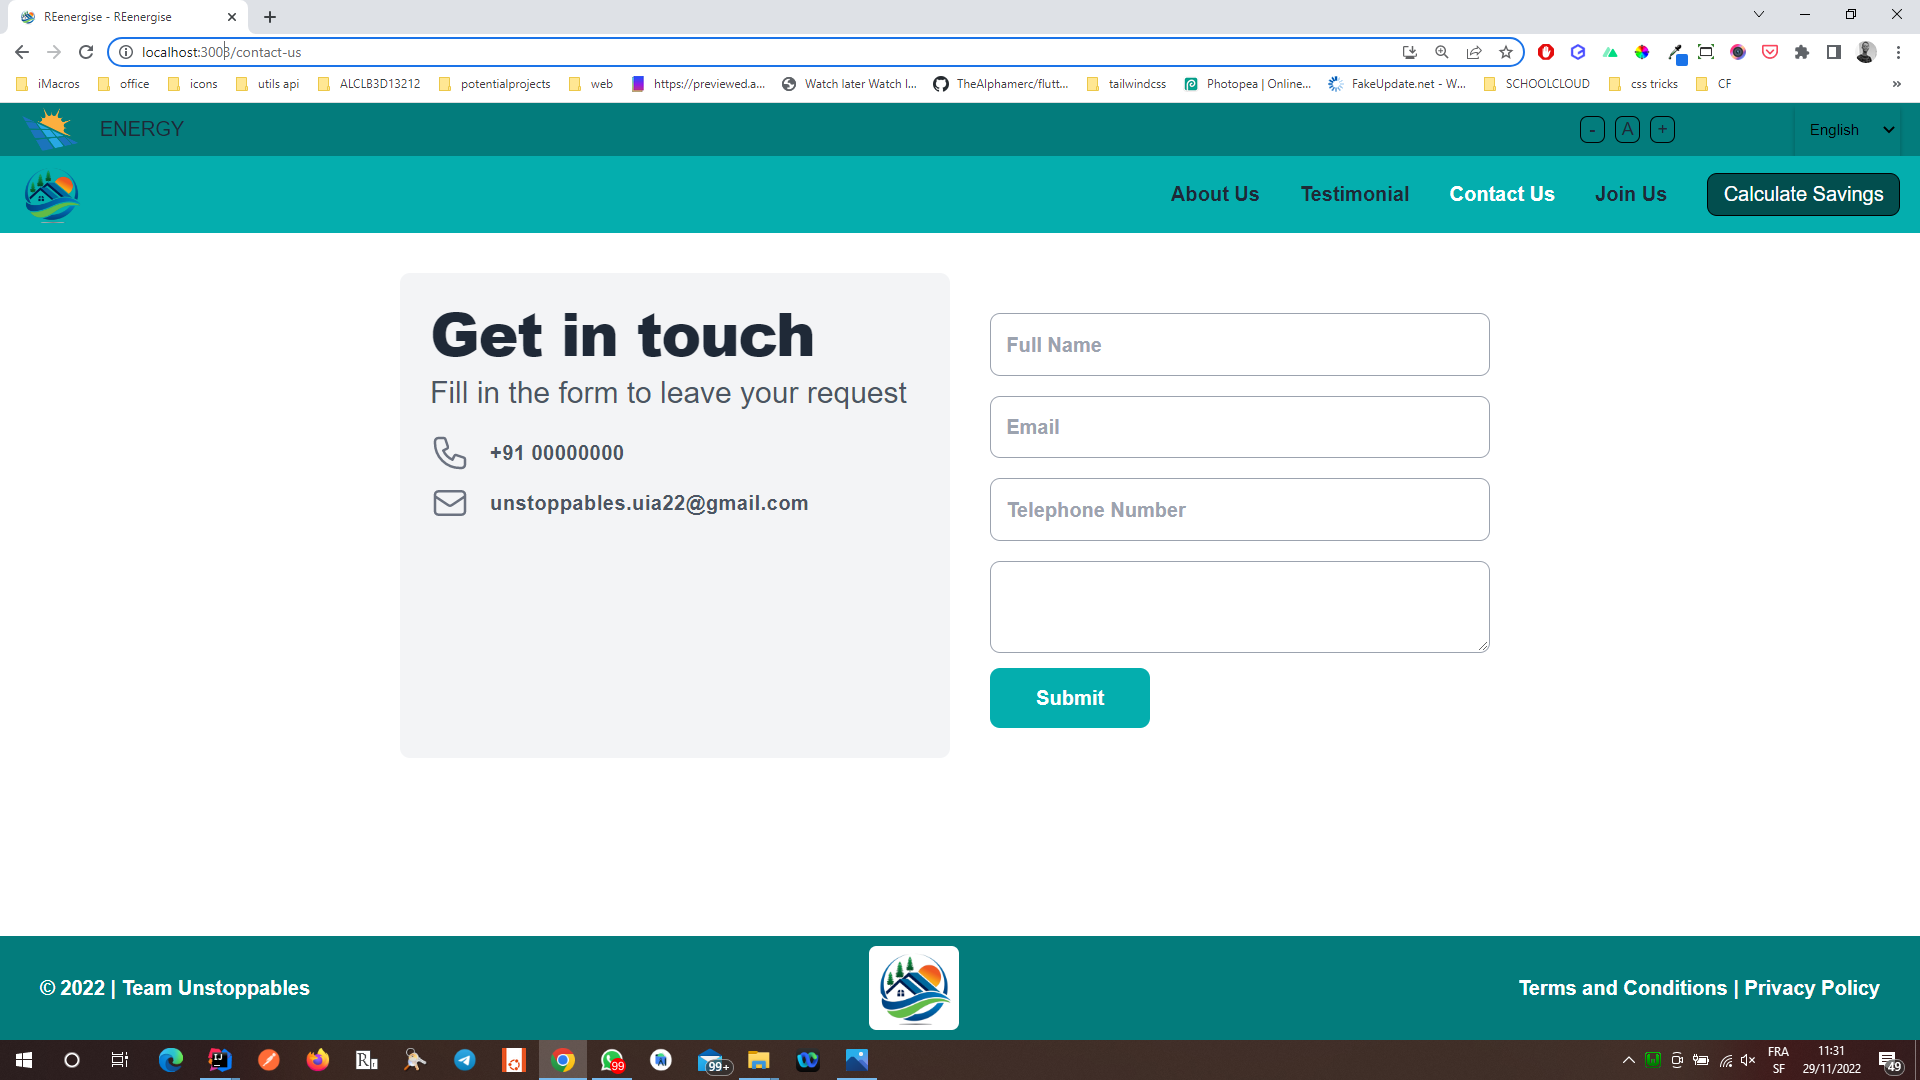 REenergise - REenergise
localhost:3003/contact-us
iMacros office icons utils api ALCLB3D13212 potentialprojects web https://previewed.a... Watch later Watch l... TheAlphamerc/flutt... tailwindcss Photopea | Online... FakeUpdate.net - W... SCHOOLCLOUD css tricks CF »
ENERGY - A + English
About Us Testimonial Contact Us Join Us Calculate Savings
Get in touch
Fill in the form to leave your request
+91 00000000
unstoppables.uia22@gmail.com
Full Name
Email
Telephone Number
Submit
© 2022 | Team Unstoppables
Terms and Conditions | Privacy Policy
99
99+
FRA
SF
11:31
29/11/2022
49